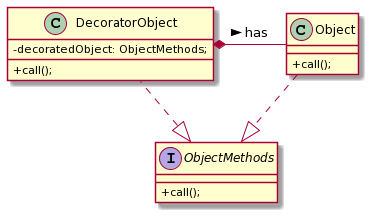 C DecoratorObject
-decoratedObject: ObjectMethods;
+call();
has
C Object
+call();
I ObjectMethods
+call();